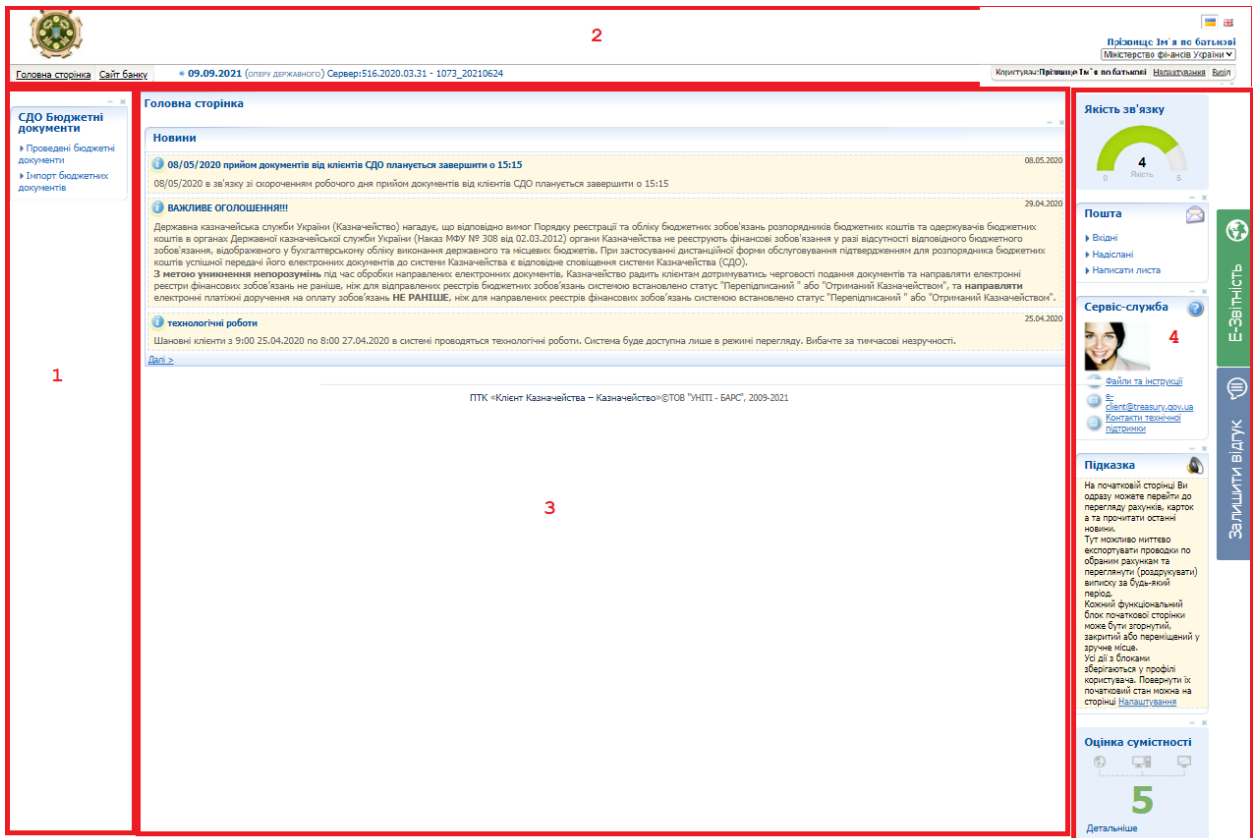 2
Прізвище Ім`я по батькові
Міністерство фінансів України
Головна сторінка Сайт банку
09.09.2021 (ОПЕРУ ДЕРЖАВНОГО) Сервер:516.2020.03.31 - 1073_20210624
Користувач:Прізвище Ім`я по батькові Налаштування Вихід
СДО Бюджетні
документи
Проведені бюджетні
документи
Імпорт бюджетних
документів
1
Головна сторінка
Новини
08/05/2020 прийом документів від клієнтів СДО планується завершити о 15:15
08.05.2020
08/05/2020 в зв'язку зі скороченням робочого дня прийом документів від клієнтів СДО планується завершити о 15:15
ВАЖЛИВЕ ОГОЛОШЕННЯ!!!
29.04.2020
Державна казначейська служби України (Казначейство) нагадує, що відповідно вимог Порядку реєстрації та обліку бюджетних зобов'язань розпорядників бюджетних коштів та одержувачів бюджетних
коштів в органах Державної казначейської служби України (Наказ МФУ № 308 від 02.03.2012) органи Казначейства не реєструють фінансові зобов'язання у разі відсутності відповідного бюджетного
зобов'язання, відображеного у бухгалтерському обліку виконання державного та місцевих бюджетів. При застосуванні дистанційної форми обслуговування підтвердженням для розпорядника бюджетних
коштів успішної передачі його електронних документів до системи Казначейства є відповідне сповіщення системи Казначейства (СДО).
З метою уникнення непорозумінь під час обробки направлених електронних документів, Казначейство радить клієнтам дотримуватись черговості подання документів та направляти електронні
реєстри фінансових зобов'язань не раніше, ніж для відправлених реєстрів бюджетних зобов'язань системою встановлено статус "Перепідписаний " або "Отриманий Казначейством", та направляти
електронні платіжні доручення на оплату зобов'язань НЕ РАНІШЕ, ніж для направлених реєстрів фінансових зобов'язань системою встановлено статус "Перепідписаний " або "Отриманий Казначейством".
технологічні роботи
25.04.2020
Шановні клієнти з 9:00 25.04.2020 по 8:00 27.04.2020 в системі проводяться технологічні роботи. Система буде доступна лише в режимі перегляду. Вибачте за тимчасові незручності.
Далі >
ПТК «Клієнт Казначейства – Казначейство»©ТОВ "УНІТІ - БАРС", 2009-2021
3
Якість зв'язку
4
0 Якість 5
Пошта
Вхідні
Надіслані
Написати листа
Сервіс-служба
4
Файли та інструкції
e-
client@treasury.gov.ua
Контакти технічної
підтримки
Підказка
На початковій сторінці Ви
одразу можете перейти до
перегляду рахунків, карток
а та прочитати останні
новини.
Тут можливо миттєво
експортувати проводки по
обраним рахункам та
переглянути (роздрукувати)
виписку за будь-який
період.
Кожний функціональний
блок початкової сторінки
може бути згорнутий,
закритий або переміщений у
зручне місце.
Усі дії з блоками
зберігаються у профілі
користувача. Повернути їх
початковий стан можна на
сторінці Налаштування
Оцінка сумістності
5
Детальніше
Е-Звітність
Залишити відгук